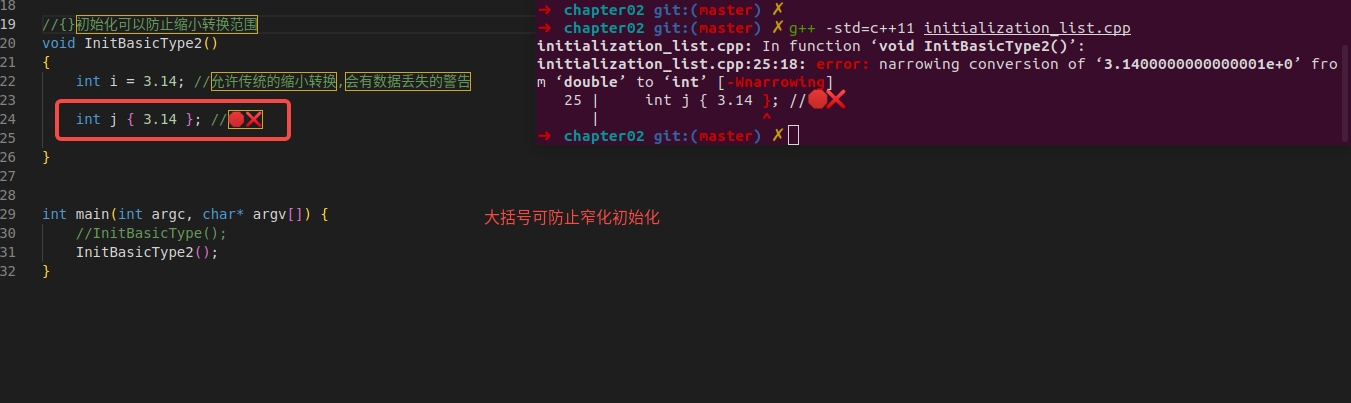 18
19 //{}初始化可以防止缩小转换范围
20 void InitBasicType2()
21 {
22     int i = 3.14; //允许传统的缩小转换,会有数据丢失的警告
23
24     int j { 3.14 }; //🛑❌
25
26 }
27
28
29 int main(int argc, char* argv[]) {
30     //InitBasicType();
31     InitBasicType2();
32 }
➜ chapter02 git:(master) ✗
➜ chapter02 git:(master) ✗ g++ -std=c++11 initialization_list.cpp
initialization_list.cpp: In function ‘void InitBasicType2()’:
initialization_list.cpp:25:18: error: narrowing conversion of ‘3.1400000000000001e+0’ fro
m ‘double’ to ‘int’ [-Wnarrowing]
25 |     int j { 3.14 }; //🛑❌
|                  ^
➜ chapter02 git:(master) ✗
大括号可防止窄化初始化